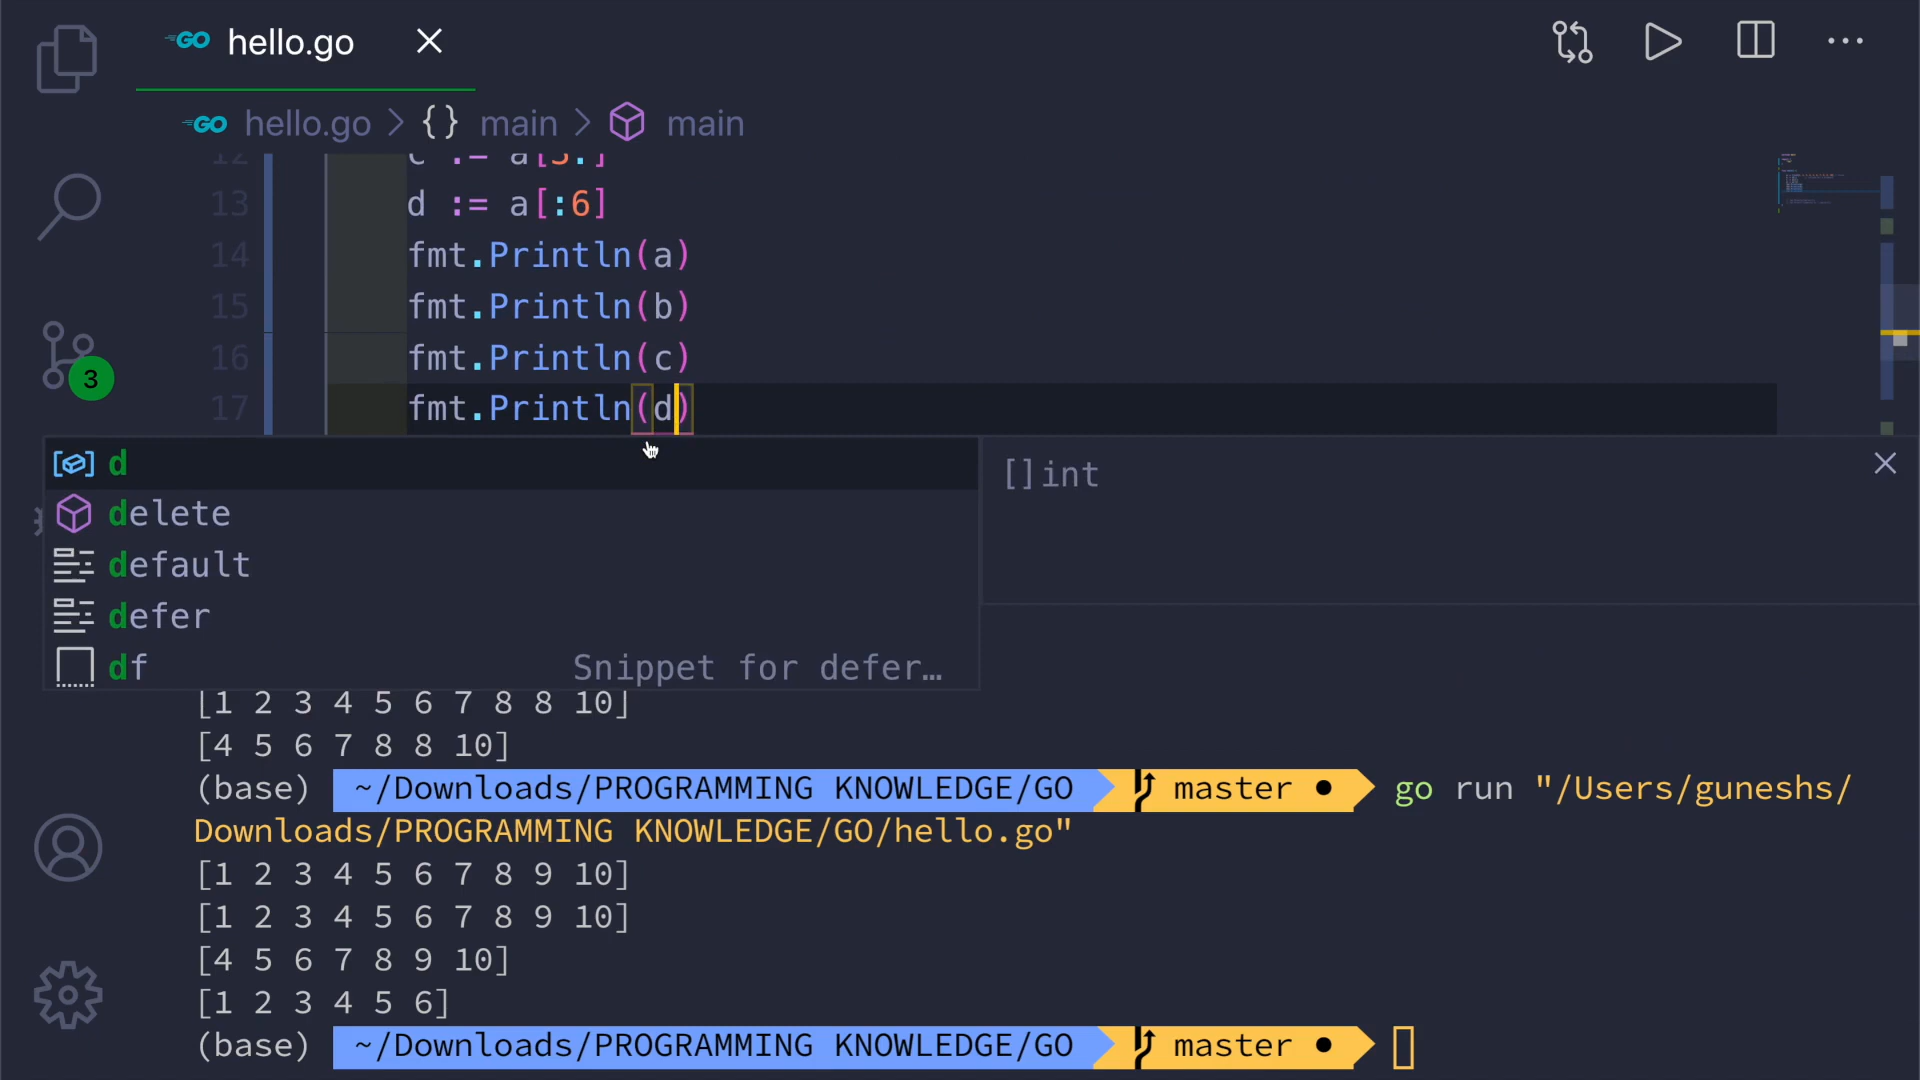 GO hello.go
GO hello.go > {} main > main
12 c := a[3:]
13 d := a[:6]
14 fmt.Println(a)
15 fmt.Println(b)
16 fmt.Println(c)
17 fmt.Println(d)
3
d
[]int
delete
default
defer
df Snippet for defer…
[1 2 3 4 5 6 7 8 8 10]
[4 5 6 7 8 8 10]
(base) ~/Downloads/PROGRAMMING KNOWLEDGE/GO master ● go run "/Users/guneshs/
Downloads/PROGRAMMING KNOWLEDGE/GO/hello.go"
[1 2 3 4 5 6 7 8 9 10]
[1 2 3 4 5 6 7 8 9 10]
[4 5 6 7 8 9 10]
[1 2 3 4 5 6]
(base) ~/Downloads/PROGRAMMING KNOWLEDGE/GO master ●